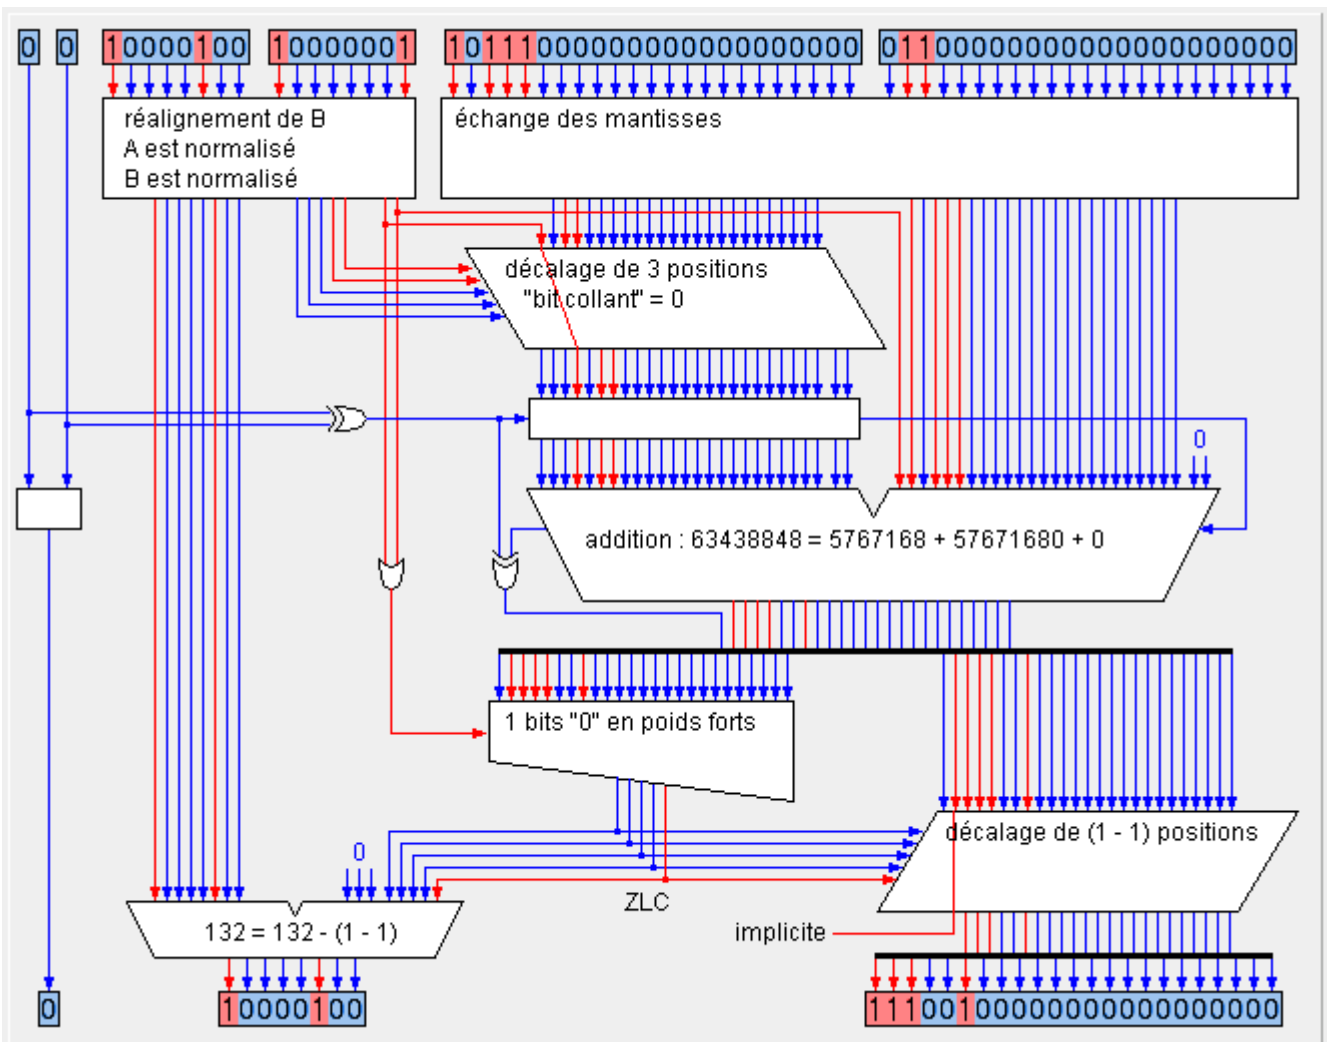 0 0 10000100 10000001 10111000000000000000000 01100000000000000000000
réalignement de B
A est normalisé
B est normalisé
échange des mantisses
décalage de 3 positions
"bit collant" = 0
0
addition : 63438848 = 5767168 + 57671680 + 0
1 bits "0" en poids forts
décalage de (1 - 1) positions
0
ZLC
132 = 132 - (1 - 1)
implicite
0 10000100 11100100000000000000000